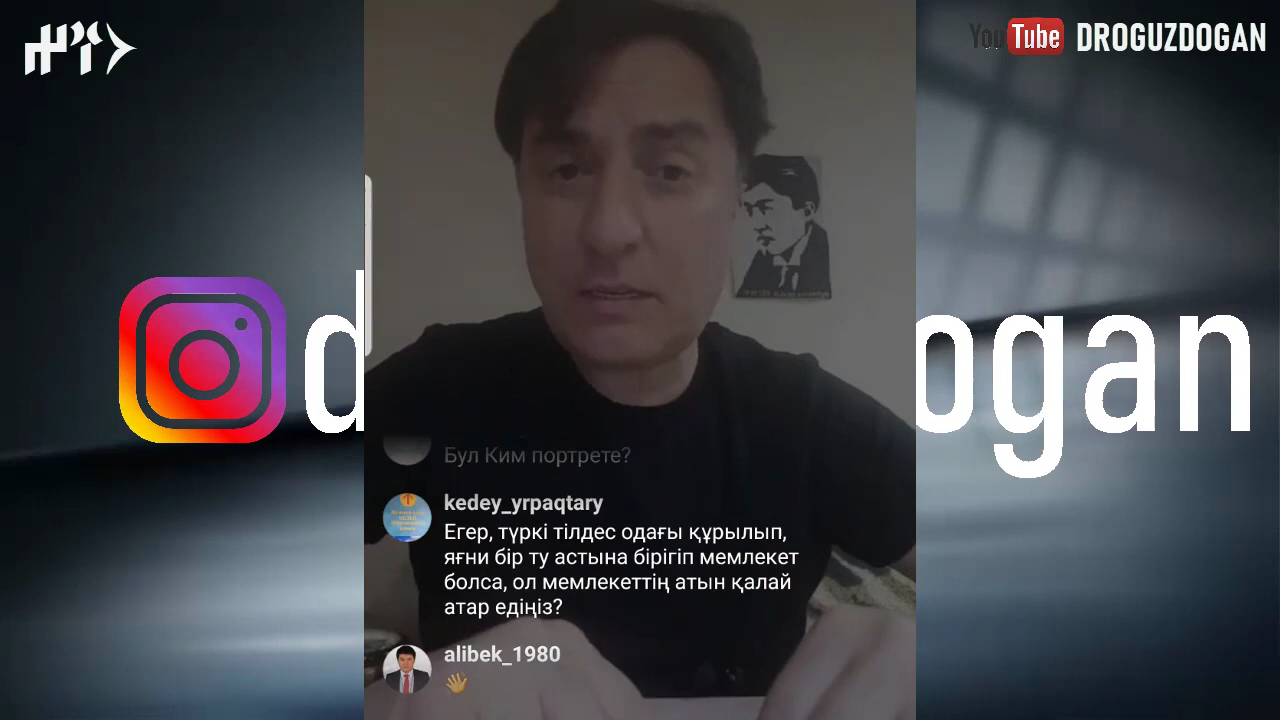 YouTube DROGUZDOGAN
d ogan
Бул Ким портрете?
kedey_yrpaqtary
Егер, түркі тілдес одағы құрылып,
яғни бір ту астына бірігіп мемлекет
болса, ол мемлекеттің атын қалай
атар едіңіз?
alibek_1980
👋